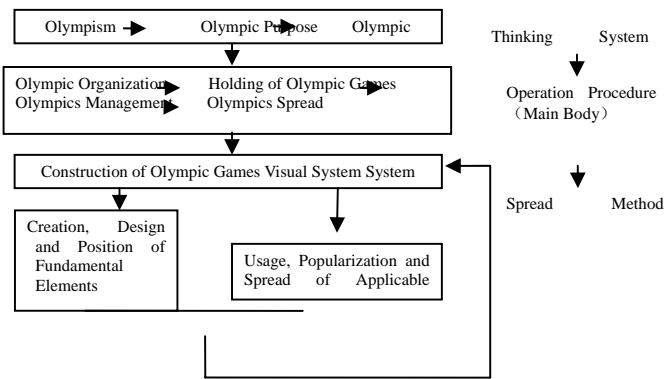 Olympism Olympic Purpose Olympic
Olympic Organization Holding of Olympic Games
Olympics Management Olympics Spread
Construction of Olympic Games Visual System System
Creation, Design
and Position of
Fundamental
Elements
Usage, Popularization and
Spread of Applicable
Thinking System
Operation Procedure
（Main Body）
Spread Method